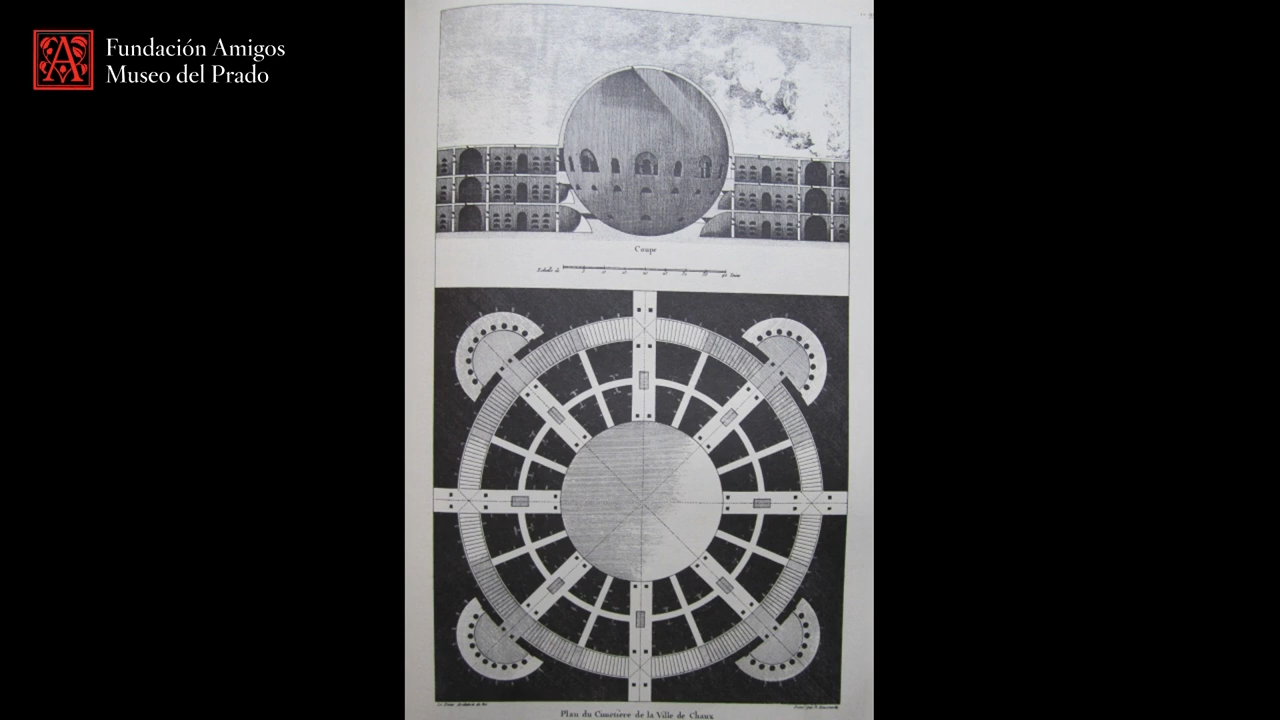 Fundación Amigos
Museo del Prado
Coupe
Plan du Cimetière de la Ville de Chaux